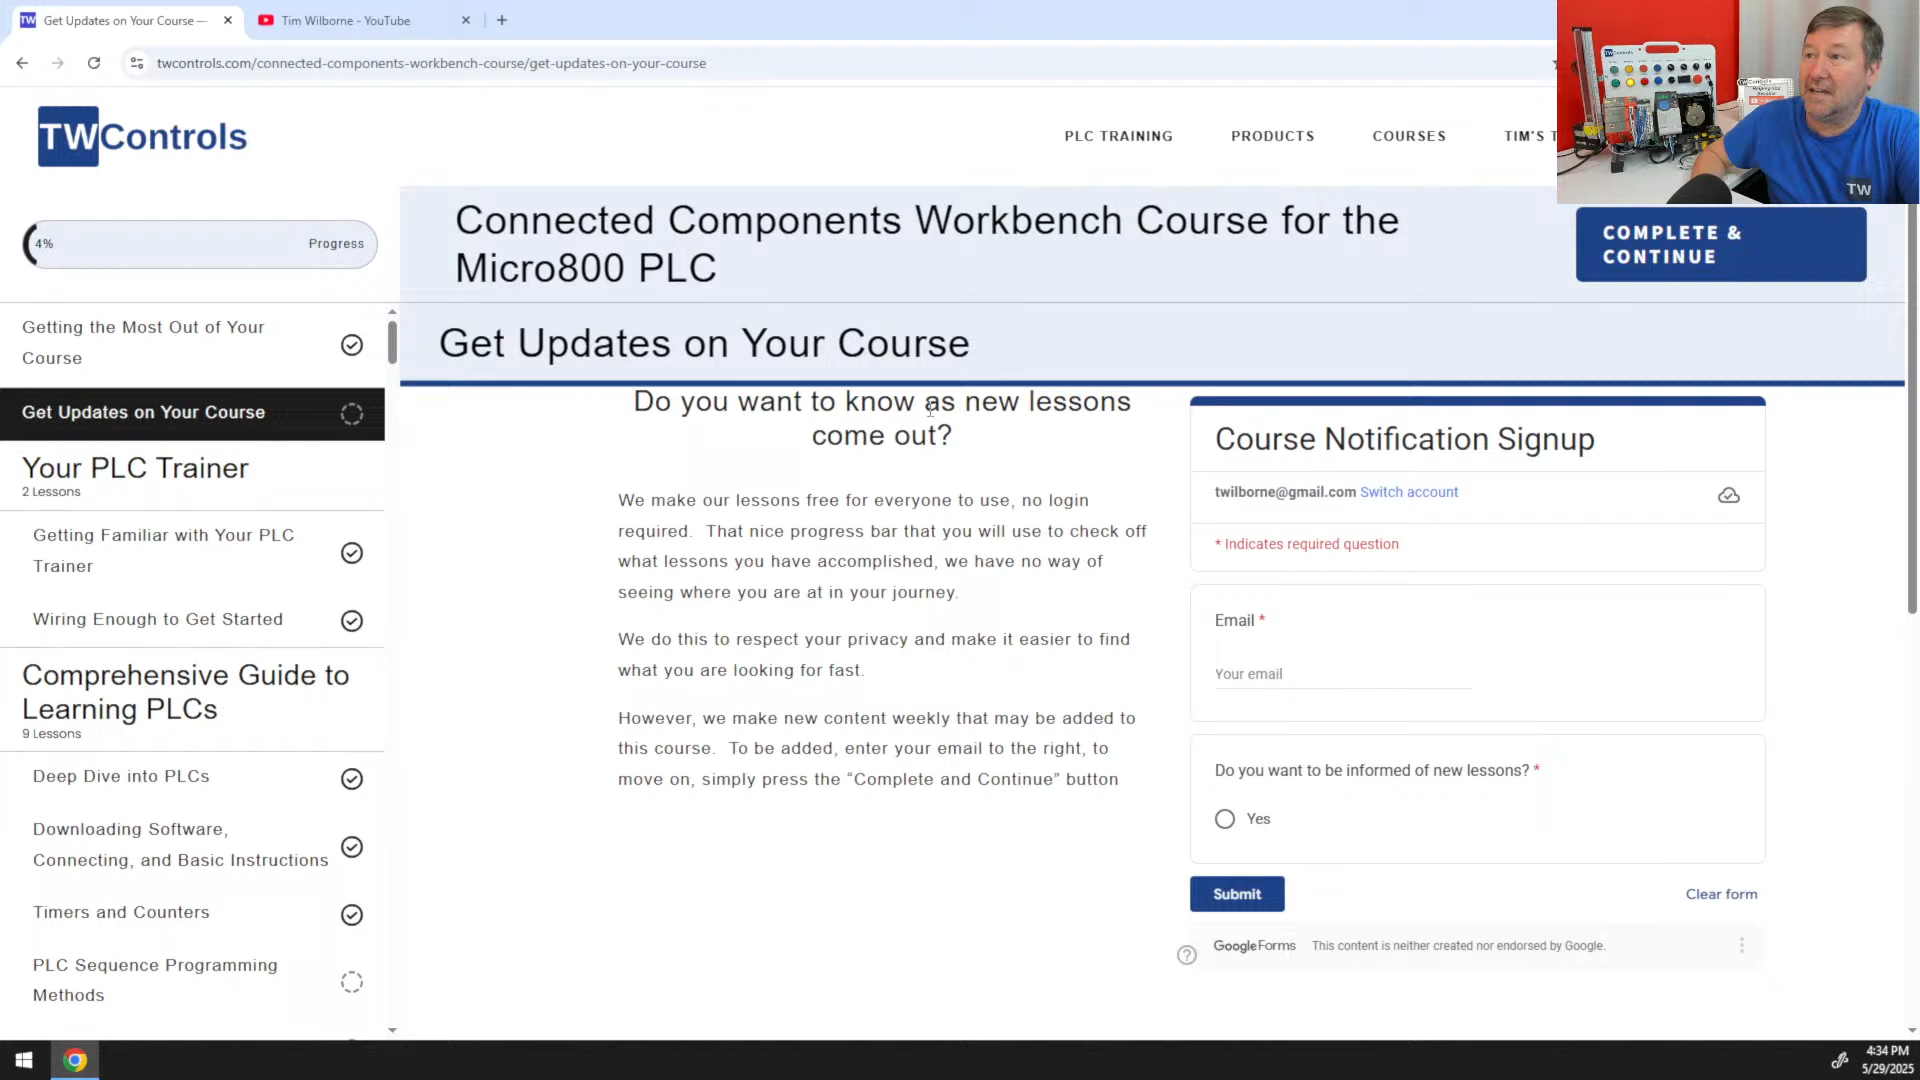 Get Updates on Your Course —
Tim Wilborne - YouTube
twcontrols.com/connected-components-workbench-course/get-updates-on-your-course
TWControls
PLC TRAINING
PRODUCTS
COURSES
TIM'S T
4%
Progress
Getting the Most Out of Your
Course
Get Updates on Your Course
Your PLC Trainer
2 Lessons
Getting Familiar with Your PLC
Trainer
Wiring Enough to Get Started
Comprehensive Guide to
Learning PLCs
9 Lessons
Deep Dive into PLCs
Downloading Software,
Connecting, and Basic Instructions
Timers and Counters
PLC Sequence Programming
Methods
Connected Components Workbench Course for the
Micro800 PLC
COMPLETE &
CONTINUE
Get Updates on Your Course
Do you want to know as new lessons
come out?
We make our lessons free for everyone to use, no login
required. That nice progress bar that you will use to check off
what lessons you have accomplished, we have no way of
seeing where you are at in your journey.
We do this to respect your privacy and make it easier to find
what you are looking for fast.
However, we make new content weekly that may be added to
this course. To be added, enter your email to the right, to
move on, simply press the “Complete and Continue” button
Course Notification Signup
twilborne@gmail.com Switch account
* Indicates required question
Email *
Your email
Do you want to be informed of new lessons? *
Yes
Submit
Clear form
Google Forms
This content is neither created nor endorsed by Google.
TWControls
TW
4:34 PM
5/29/2025